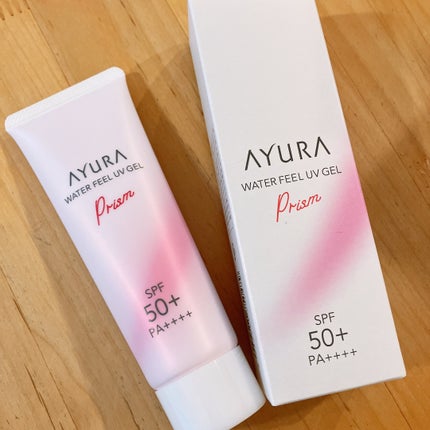 AYURA
WATER FEEL UV GEL
Prism
SPF
50+
PA++++
AYURA
WATER FEEL UV GEL
Prism
SPF
50+
PA++++